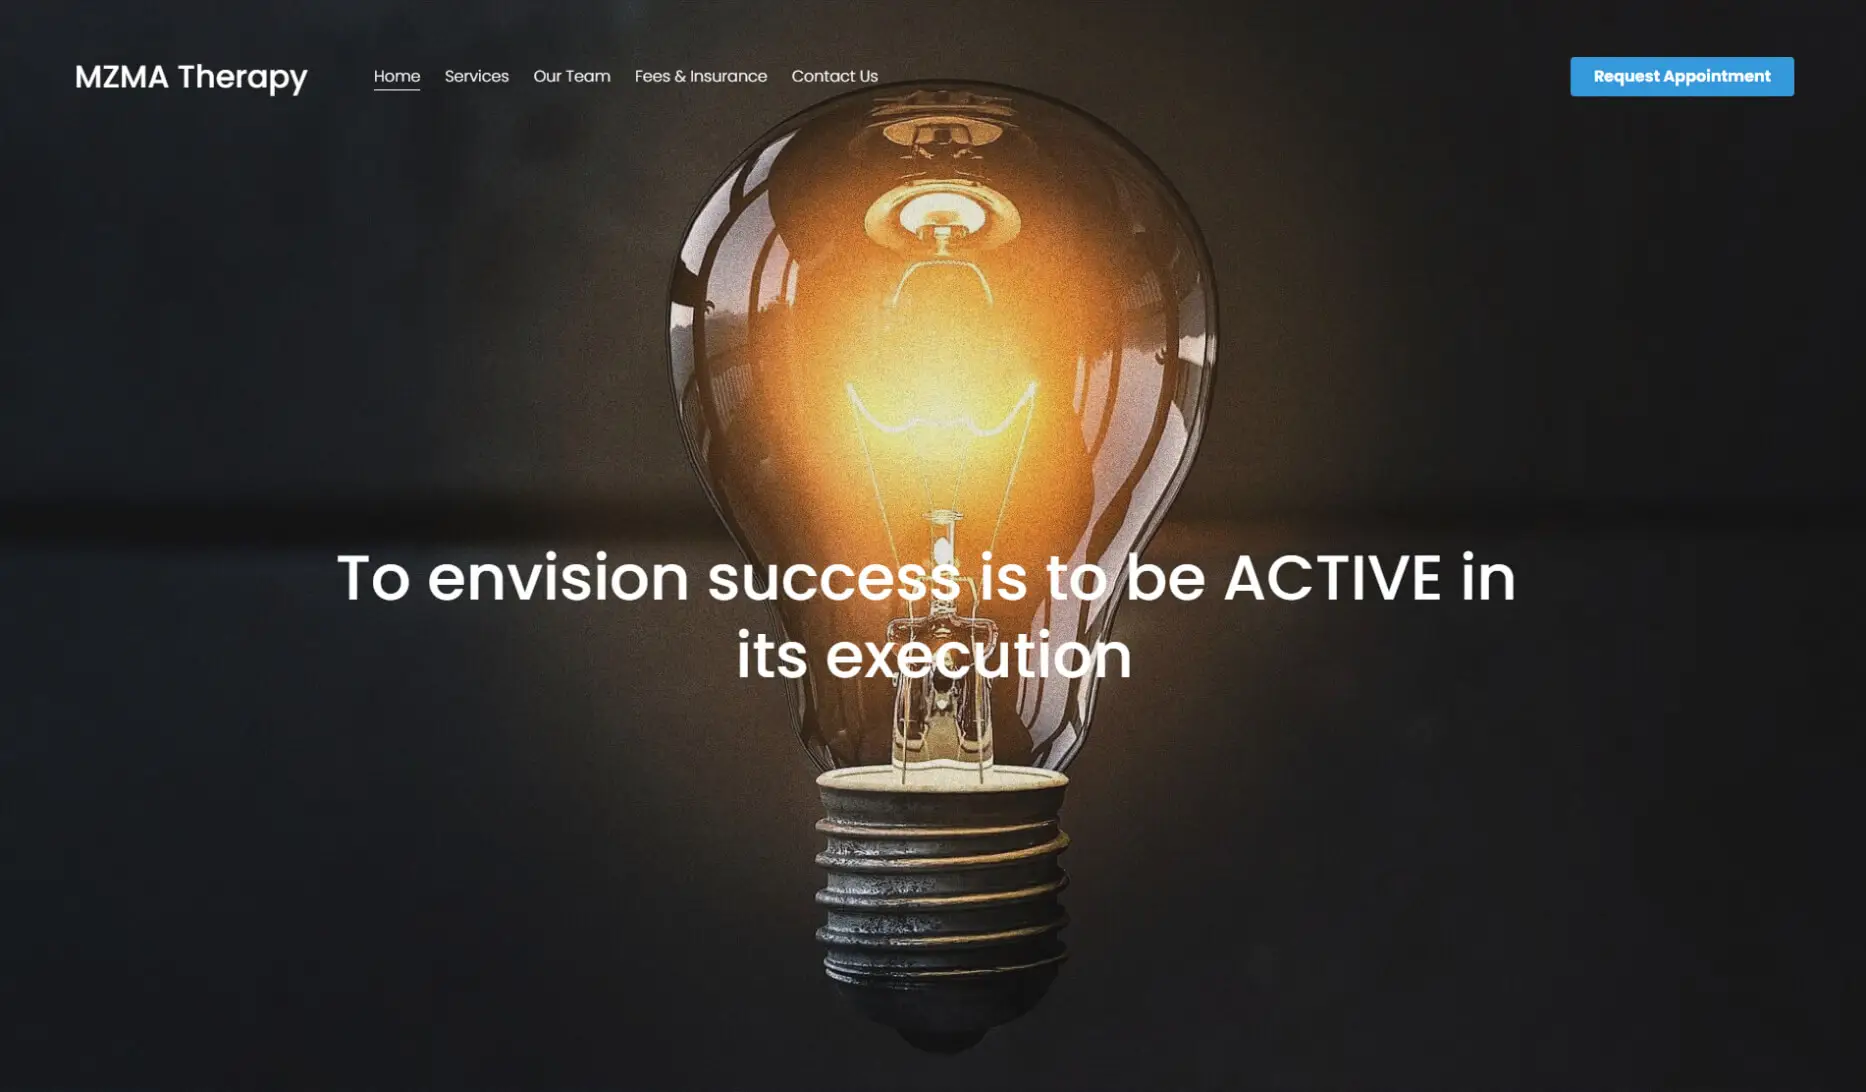 MZMA Therapy
Home
Services
Our Team
Fees & Insurance
Contact Us
Request Appointment
To envision success is to be ACTIVE in
its execution